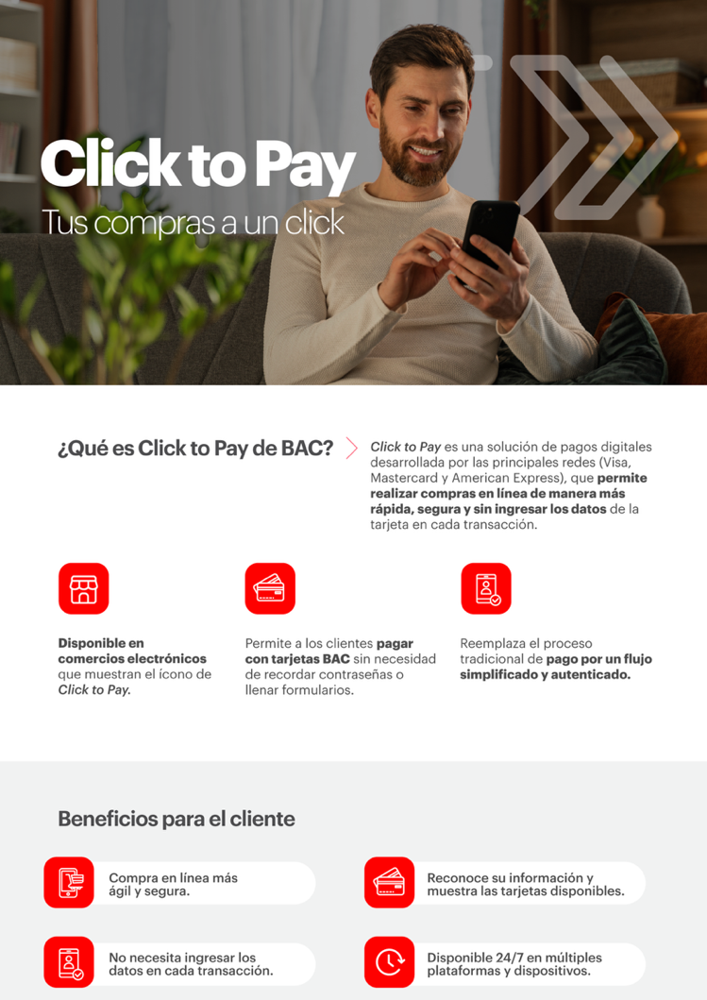 Click to Pay
Tus compras a un click
¿Qué es Click to Pay de BAC?
Click to Pay es una solución de pagos digitales
desarrollada por las principales redes (Visa,
Mastercard y American Express), que permite
realizar compras en línea de manera más
rápida, segura y sin ingresar los datos de la
tarjeta en cada transacción.
Disponible en
comercios electrónicos
que muestran el ícono de
Click to Pay.
Permite a los clientes pagar
con tarjetas BAC sin necesidad
de recordar contraseñas o
llenar formularios.
Reemplaza el proceso
tradicional de pago por un flujo
simplificado y autenticado.
Beneficios para el cliente
Compra en línea más
ágil y segura.
Reconoce su información y
muestra las tarjetas disponibles.
No necesita ingresar los
datos en cada transacción.
Disponible 24/7 en múltiples
plataformas y dispositivos.